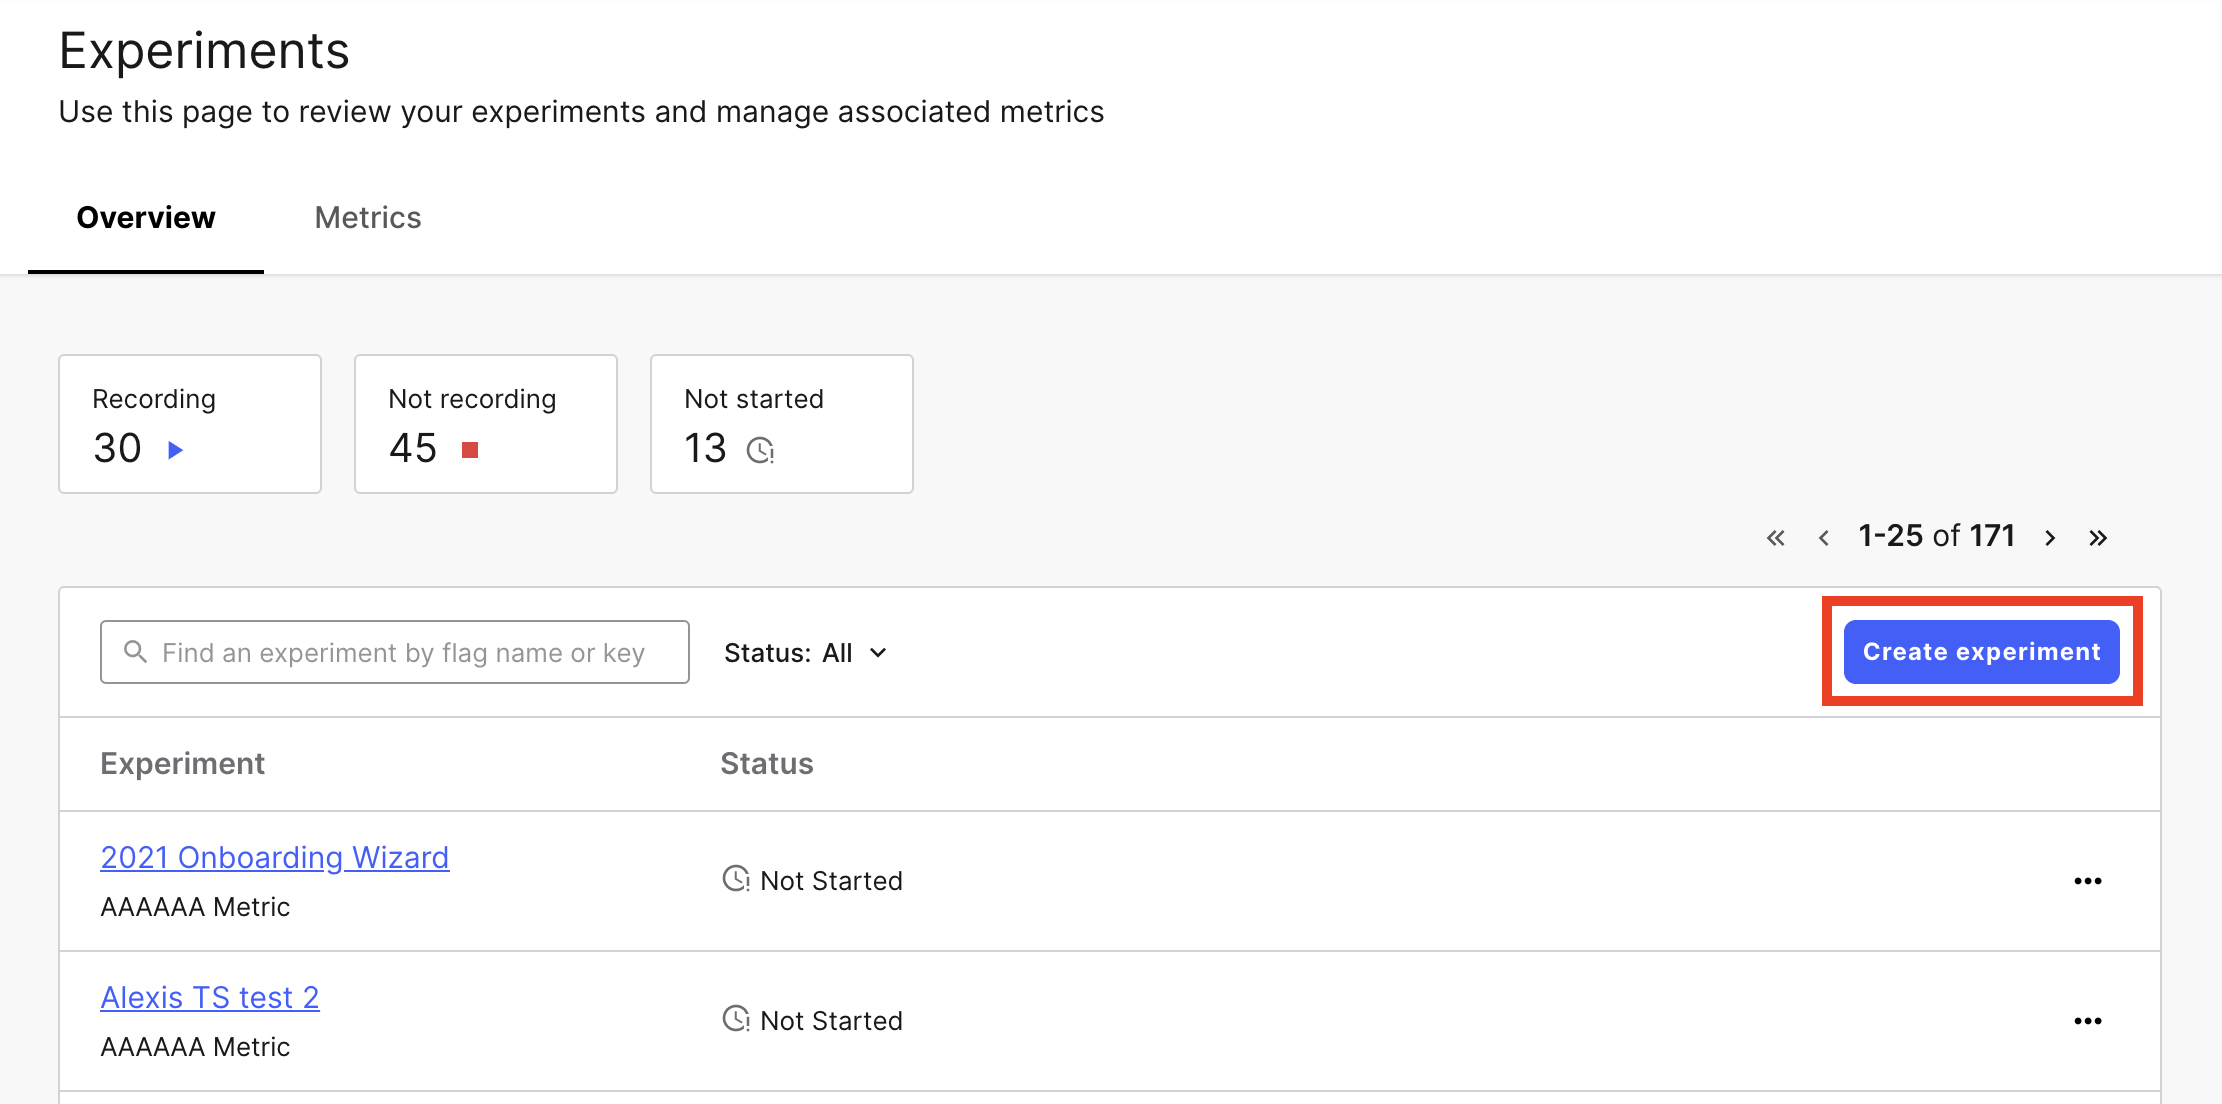 Experiments
Use this page to review your experiments and manage associated metrics
Overview Metrics
Recording Not recording Not started
30 45 13
1-25 of 171
Find an experiment by flag name or key Status: All Create experiment
Experiment Status
2021 Onboarding Wizard
AAAAAA Metric
Not Started
Alexis TS test 2
AAAAAA Metric
Not Started